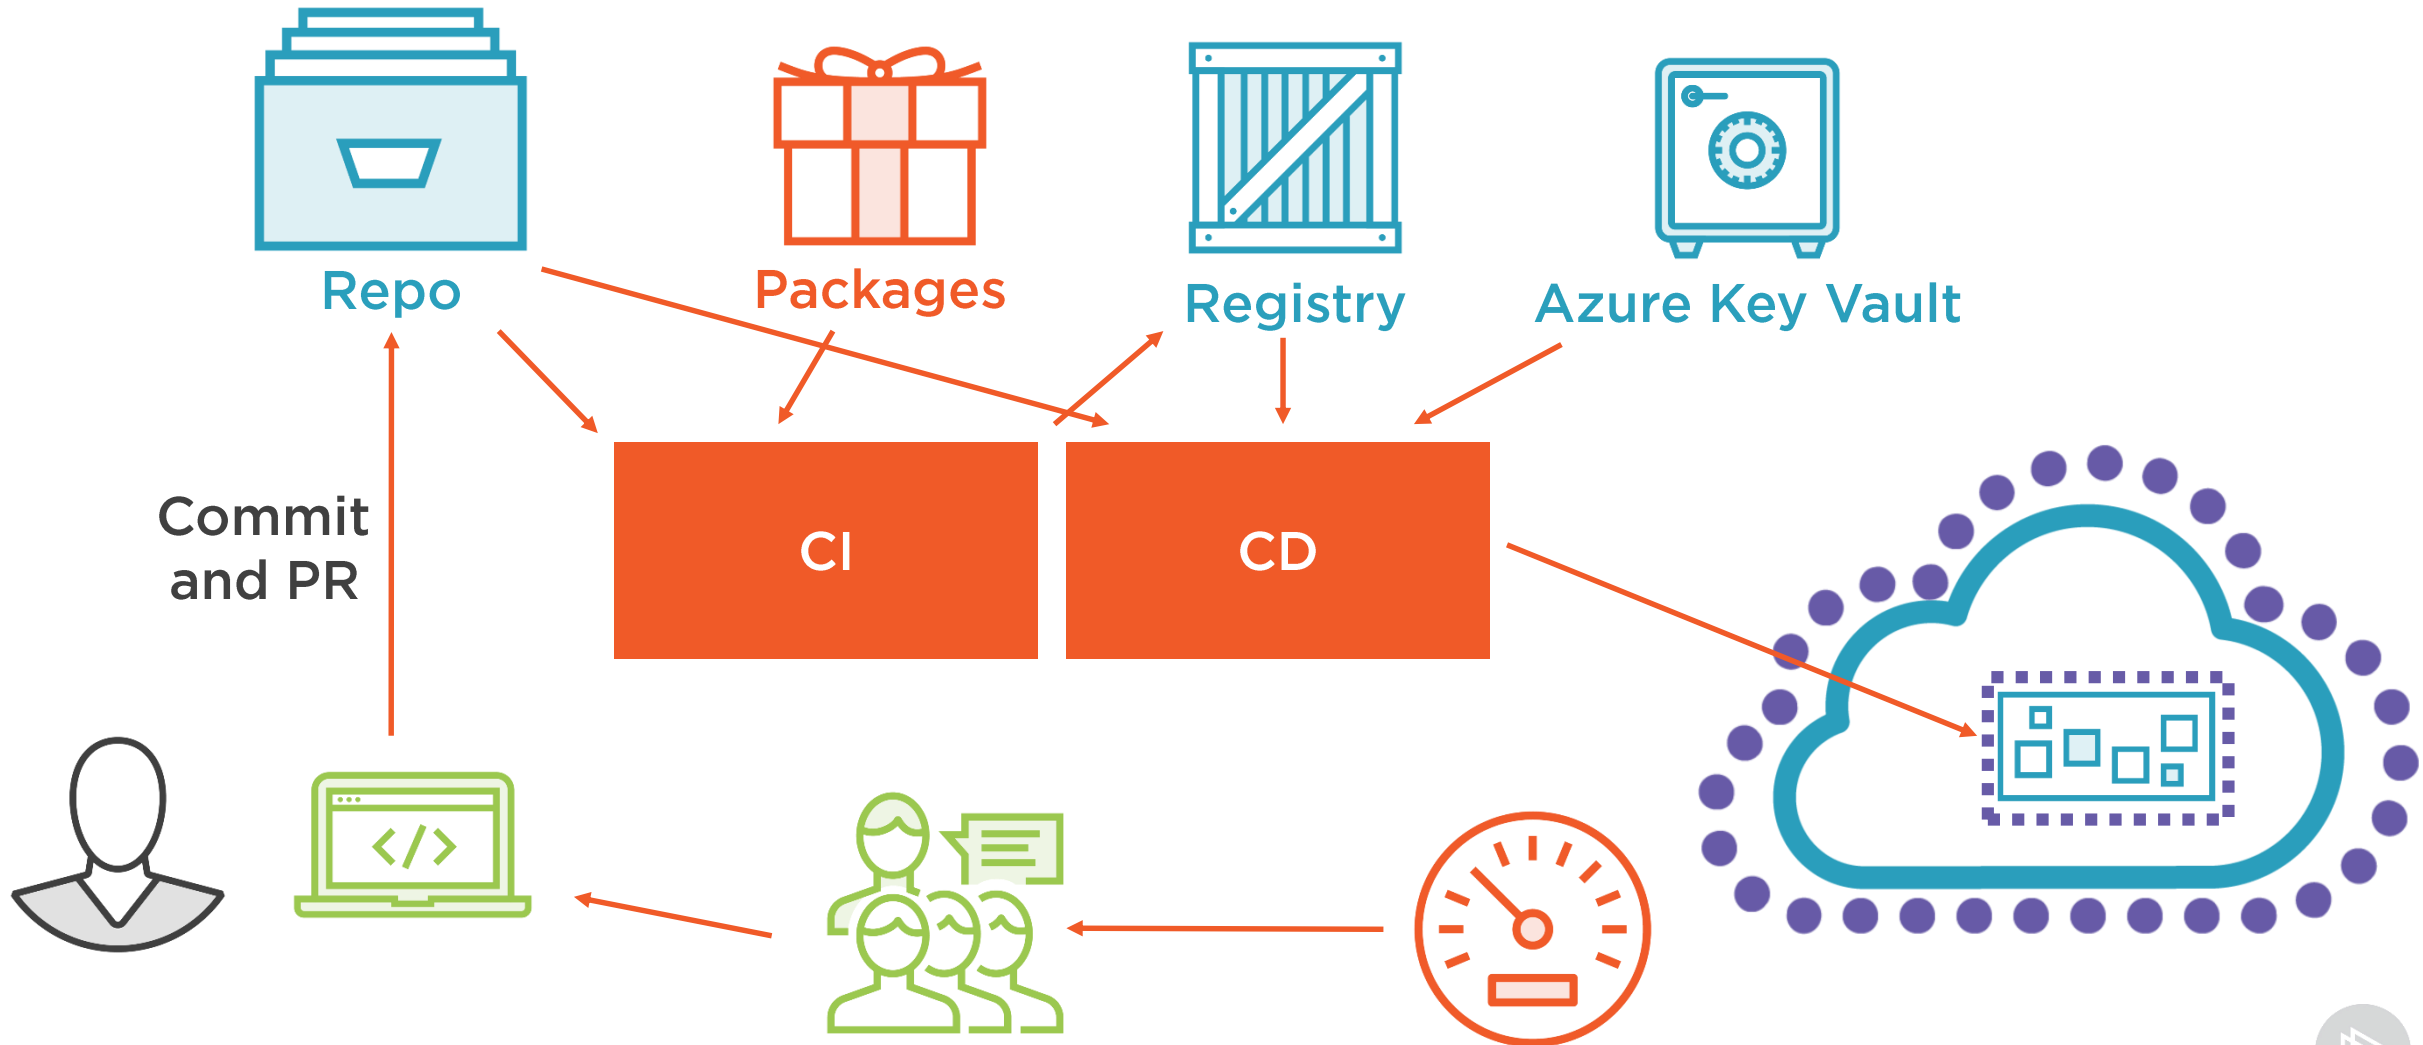 Repo
Packages
Registry
Azure Key Vault
Commit
and PR
CI
CD